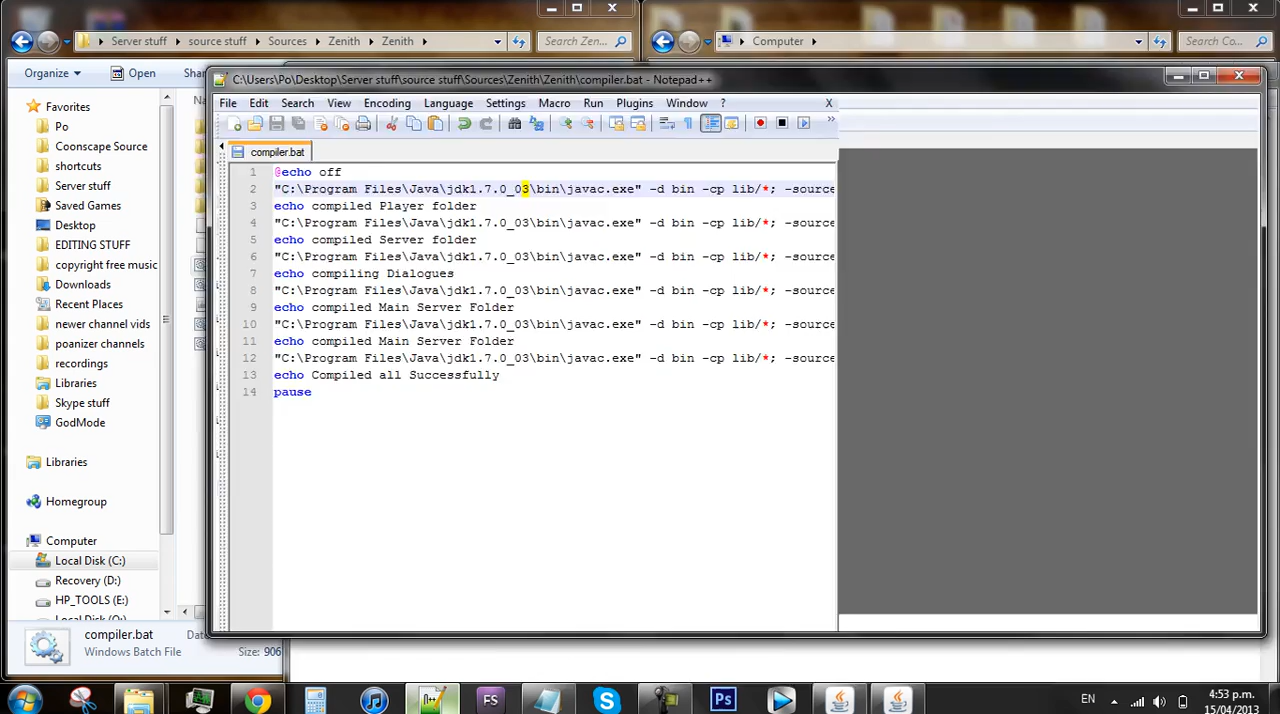 Server stuff ▸ source stuff ▸ Sources ▸ Zenith ▸ Zenith ▸
Search Zen...
Computer ▸
Search Co...
Organize
Open
C:\Users\Po\Desktop\Server stuff\source stuff\Sources\Zenith\Zenith\compiler.bat - Notepad++
File Edit Search View Encoding Language Settings Macro Run Plugins Window ? X
compiler.bat
1 @echo off
2 "C:\Program Files\Java\jdk1.7.0_03\bin\javac.exe" -d bin -cp lib/*; -source
3 echo compiled Player folder
4 "C:\Program Files\Java\jdk1.7.0_03\bin\javac.exe" -d bin -cp lib/*; -source
5 echo compiled Server folder
6 "C:\Program Files\Java\jdk1.7.0_03\bin\javac.exe" -d bin -cp lib/*; -source
7 echo compiling Dialogues
8 "C:\Program Files\Java\jdk1.7.0_03\bin\javac.exe" -d bin -cp lib/*; -source
9 echo compiled Main Server Folder
10 "C:\Program Files\Java\jdk1.7.0_03\bin\javac.exe" -d bin -cp lib/*; -source
11 echo compiled Main Server Folder
12 "C:\Program Files\Java\jdk1.7.0_03\bin\javac.exe" -d bin -cp lib/*; -source
13 echo Compiled all Successfully
14 pause
Favorites
Po
Coonscape Source
shortcuts
Server stuff
Saved Games
Desktop
EDITING STUFF
copyright free music
Downloads
Recent Places
newer channel vids
poanizer channels
recordings
Libraries
Skype stuff
GodMode
Libraries
Homegroup
Computer
Local Disk (C:)
Recovery (D:)
HP_TOOLS (E:)
compiler.bat
Windows Batch File
Size: 906
FS
Ps
EN
4:53 p.m.
15/04/2013